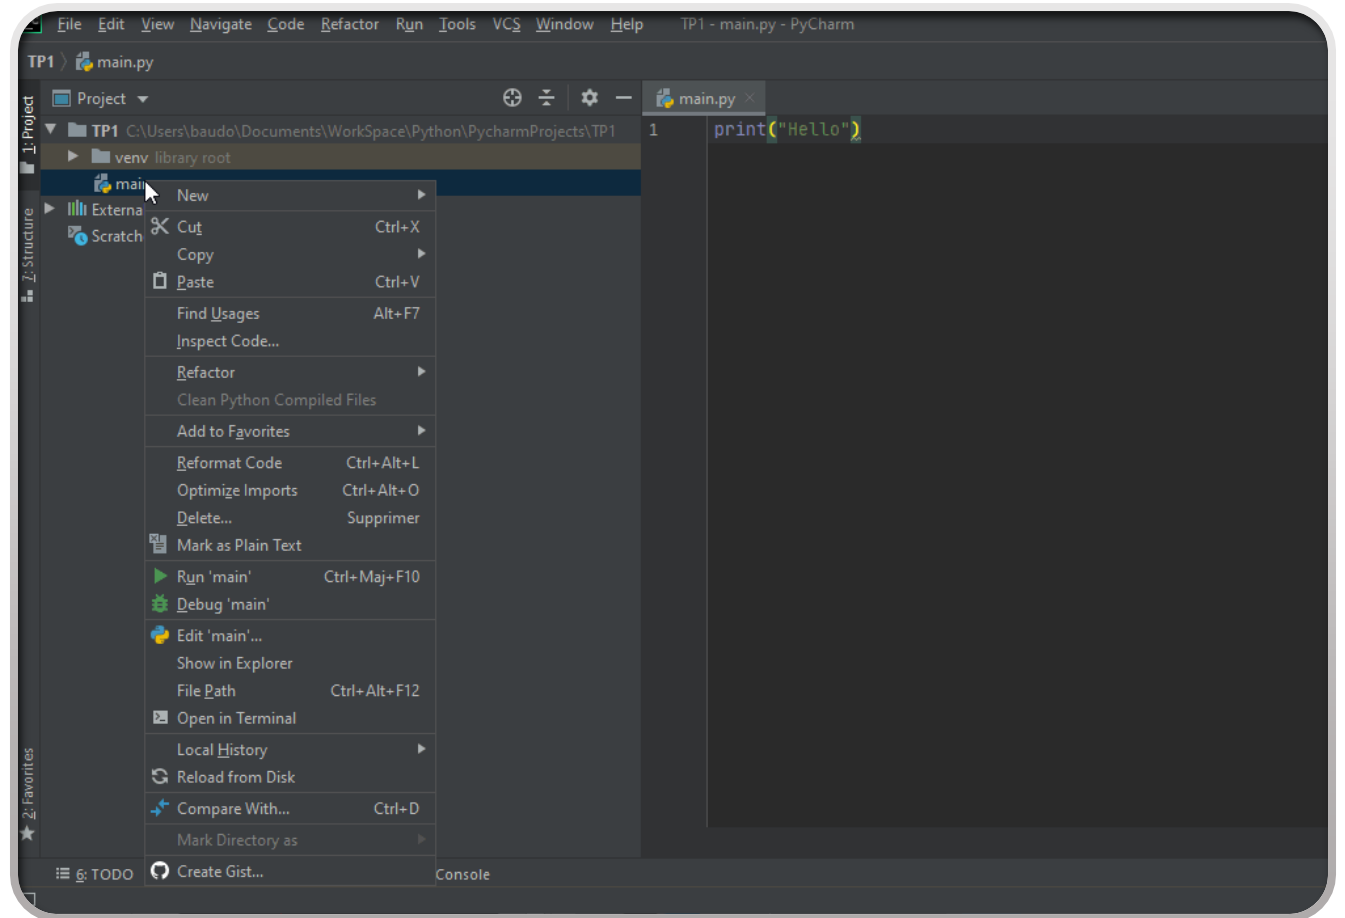 File Edit View Navigate Code Refactor Run Tools VCS Window Help TP1 - main.py - PyCharm
TP1 main.py
1: Project
Project
TP1 C:\Users\baudo\Documents\WorkSpace\Python\PycharmProjects\TP1
venv library root
mai
Externa
Scratch
main.py
1 print("Hello")
7: Structure
2: Favorites
New
Cut Ctrl+X
Copy
Paste Ctrl+V
Find Usages Alt+F7
Inspect Code...
Refactor
Clean Python Compiled Files
Add to Favorites
Reformat Code Ctrl+Alt+L
Optimize Imports Ctrl+Alt+O
Delete... Supprimer
Mark as Plain Text
Run 'main' Ctrl+Maj+F10
Debug 'main'
Edit 'main'...
Show in Explorer
File Path Ctrl+Alt+F12
Open in Terminal
Local History
Reload from Disk
Compare With... Ctrl+D
Mark Directory as
Create Gist...
6: TODO Console